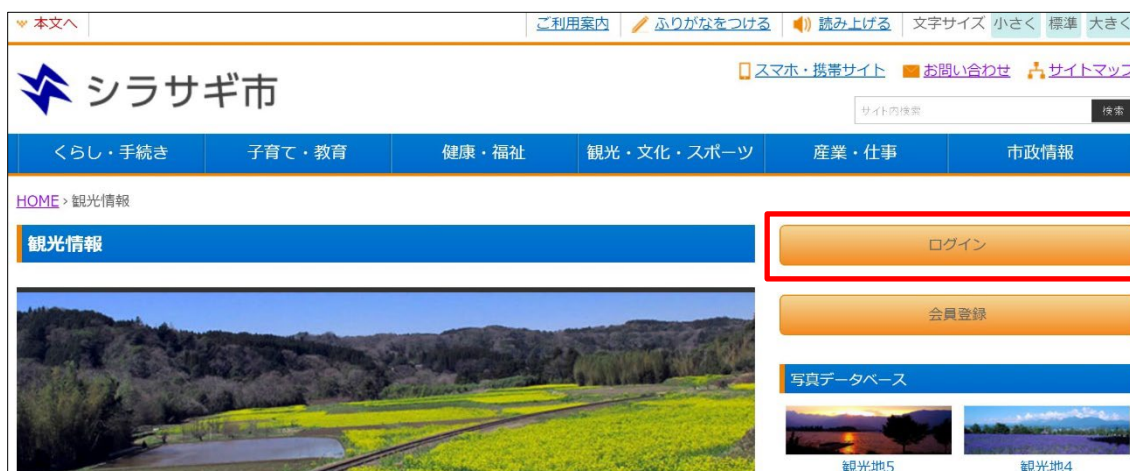 本文へ ご利用案内 ふりがなをつける 読み上げる 文字サイズ 小さく 標準 大きく
シラサギ市
スマホ・携帯サイト お問い合わせ サイトマップ
サイト内検索 検索
くらし・手続き 子育て・教育 健康・福祉 観光・文化・スポーツ 産業・仕事 市政情報
HOME › 観光情報
観光情報
ログイン
会員登録
写真データベース
観光地5 観光地4